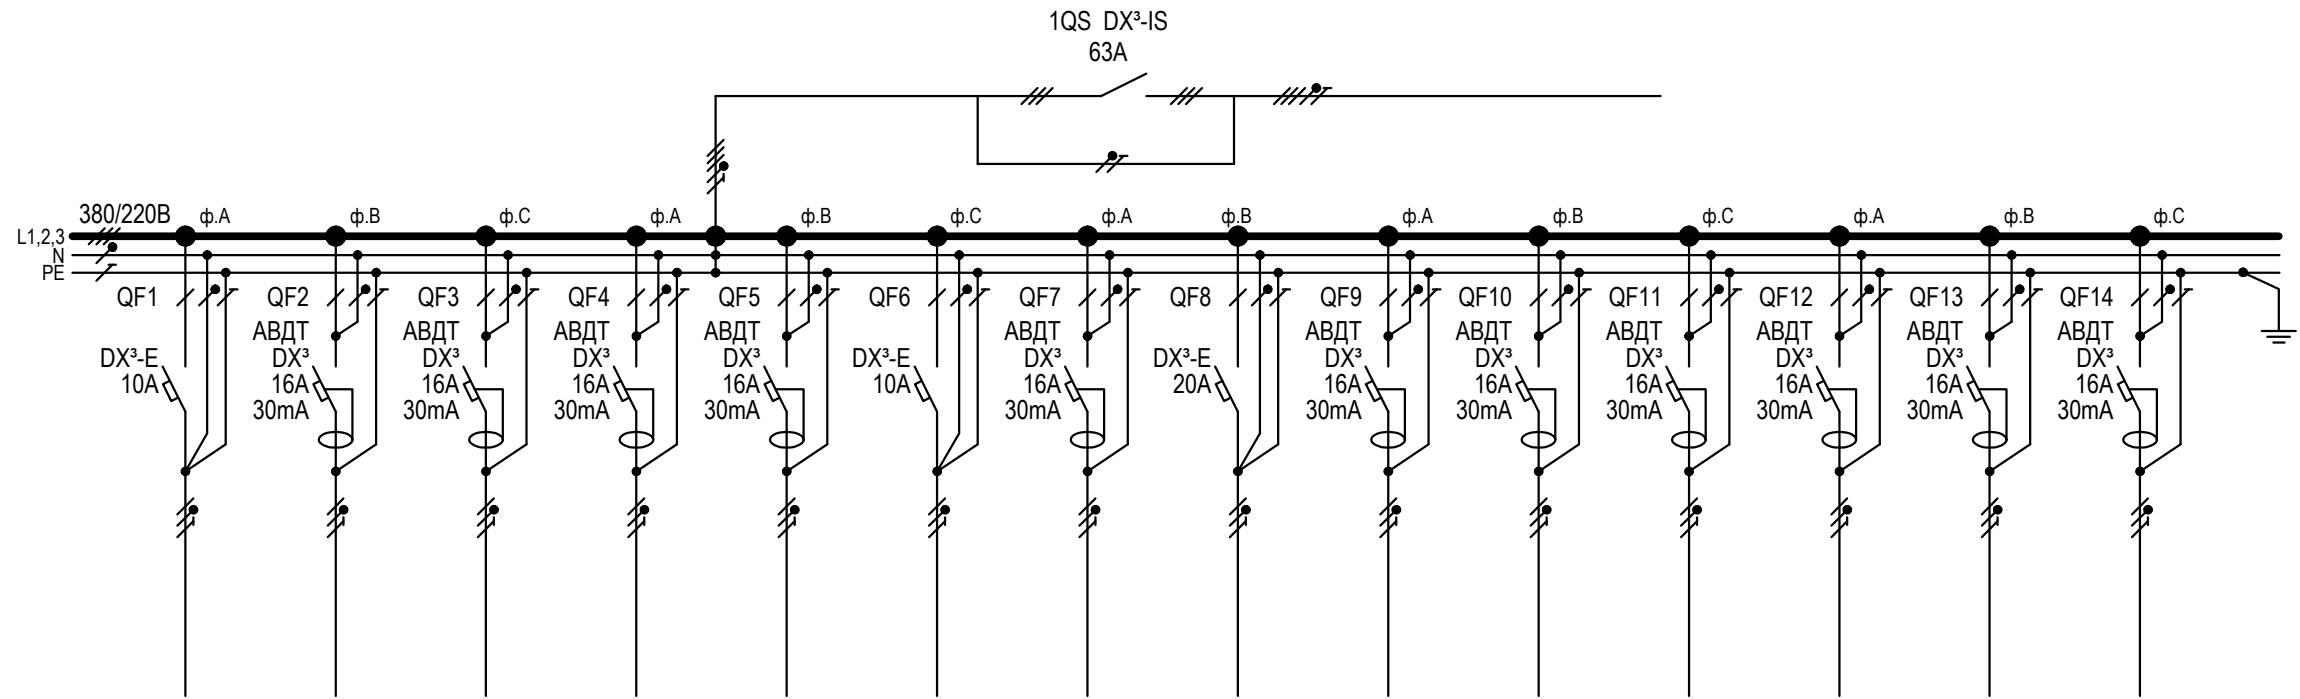 1QS DX³-IS
63A
380/220В
ф.А
ф.В
ф.С
ф.А
ф.В
ф.С
ф.А
ф.В
ф.А
ф.В
ф.С
ф.А
ф.В
ф.С
L1,2,3
N
PE
QF1
DX³-E
10A
QF2
АВДТ
DX³
16A
30mA
QF3
АВДТ
DX³
16A
30mA
QF4
АВДТ
DX³
16A
30mA
QF5
АВДТ
DX³
16A
30mA
QF6
DX³-E
10A
QF7
АВДТ
DX³
16A
30mA
QF8
DX³-E
20A
QF9
АВДТ
DX³
16A
30mA
QF10
АВДТ
DX³
16A
30mA
QF11
АВДТ
DX³
16A
30mA
QF12
АВДТ
DX³
16A
30mA
QF13
АВДТ
DX³
16A
30mA
QF14
АВДТ
DX³
16A
30mA